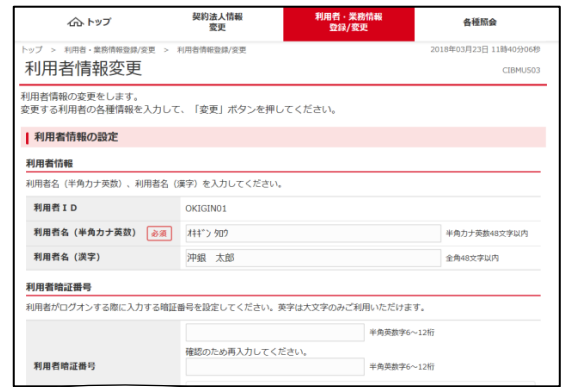 トップ
契約法人情報
変更
利用者・業務情報
登録/変更
各種照会
トップ > 利用者・業務情報登録/変更 > 利用者情報登録/変更
2018年03月23日 11時40分06秒
利用者情報変更
CIBMU503
利用者情報の変更をします。
変更する利用者の各種情報を入力して、「変更」ボタンを押してください。
利用者情報の設定
利用者情報
利用者名（半角カナ英数）、利用者名（漢字）を入力してください。
利用者ＩＤ OKIGIN01
利用者名（半角カナ英数） 必須 ｵｷｷﾞﾝ ﾀﾛｳ 半角カナ英数48文字以内
利用者名（漢字） 沖銀　太郎 全角48文字以内
利用者暗証番号
利用者がログオンする際に入力する暗証番号を設定してください。英字は大文字のみご利用いただけます。
半角英数字6～12桁
確認のため再入力してください。
利用者暗証番号 半角英数字6～12桁